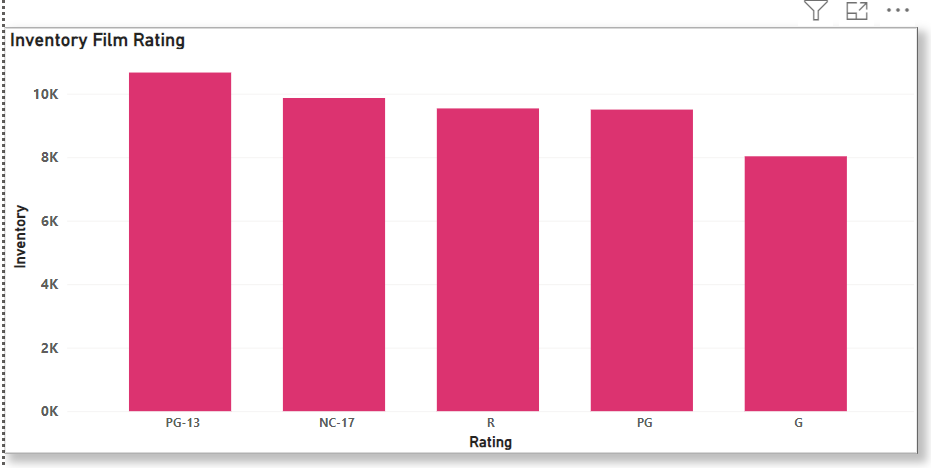 Inventory Film Rating
10K
8K
6K
4K
2K
0K
Inventory
PG-13 NC-17 R PG G
Rating